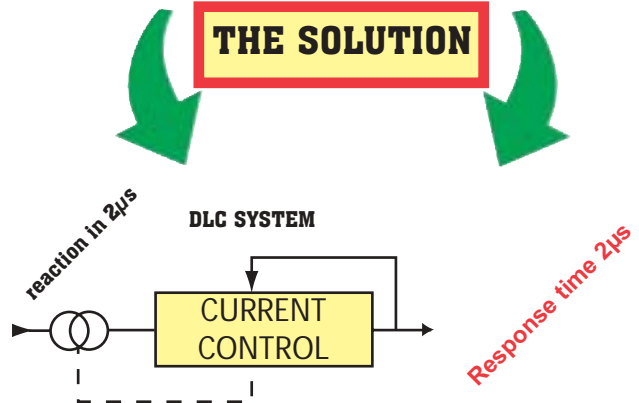 THE SOLUTION
reaction in 2µs
DLC SYSTEM
CURRENT
CONTROL
Response time 2µs